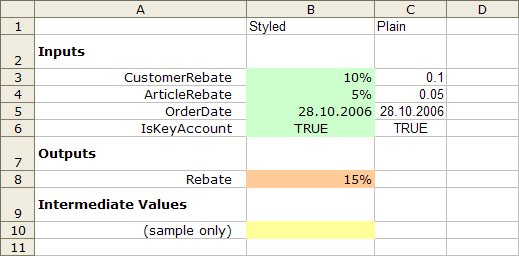 A B C D
1 Styled Plain
2 Inputs
3 CustomerRebate 10% 0.1
4 ArticleRebate 5% 0.05
5 OrderDate 28.10.2006 28.10.2006
6 IsKeyAccount TRUE TRUE
7 Outputs
8 Rebate 15%
9 Intermediate Values
10 (sample only)
11